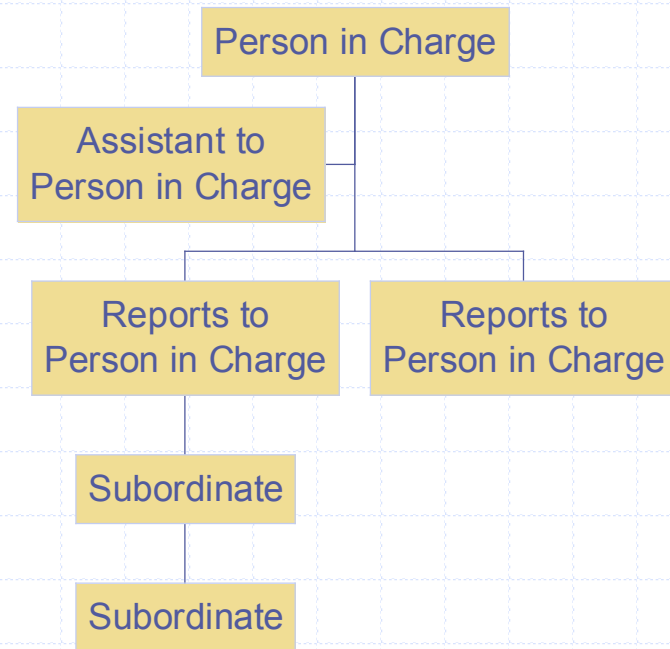 Person in Charge
Assistant to
Person in Charge
Reports to
Person in Charge
Reports to
Person in Charge
Subordinate
Subordinate